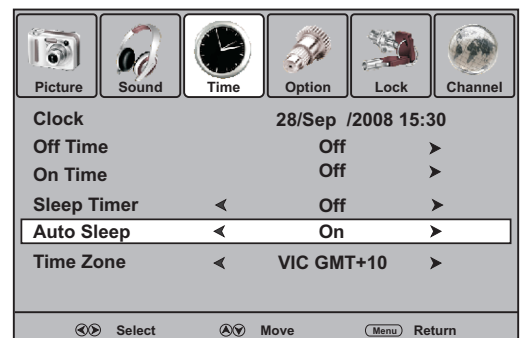 Picture Sound Time Option Lock Channel
Clock 28/Sep /2008 15:30
Off Time Off
On Time Off
Sleep Timer Off
Auto Sleep On
Time Zone VIC GMT+10
Select Move Menu Return